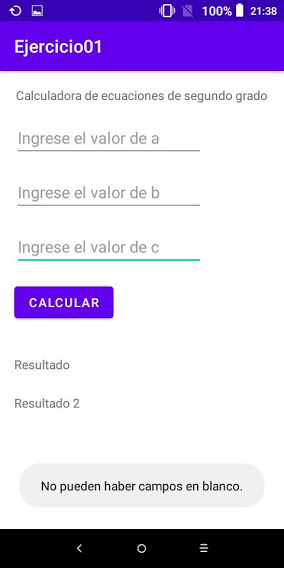 100% 21:38
Ejercicio01
Calculadora de ecuaciones de segundo grado
Ingrese el valor de a
Ingrese el valor de b
Ingrese el valor de c
CALCULAR
Resultado
Resultado 2
No pueden haber campos en blanco.